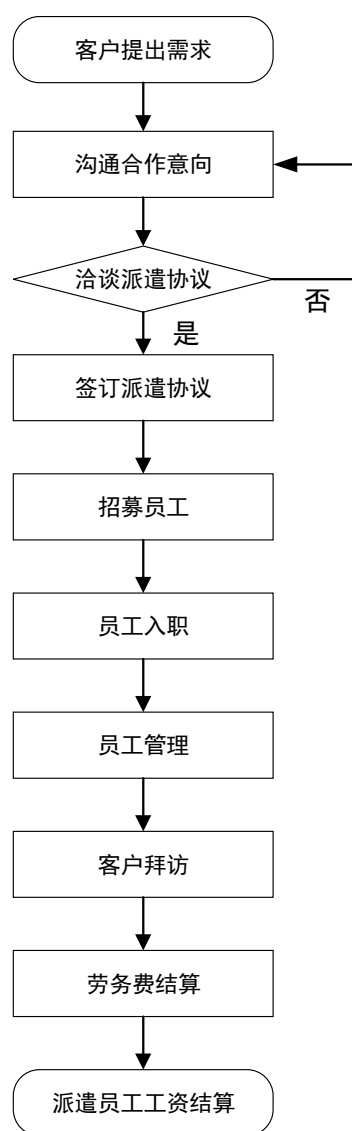 客户提出需求
沟通合作意向
洽谈派遣协议
否
是
签订派遣协议
招募员工
员工入职
员工管理
客户拜访
劳务费结算
派遣员工工资结算